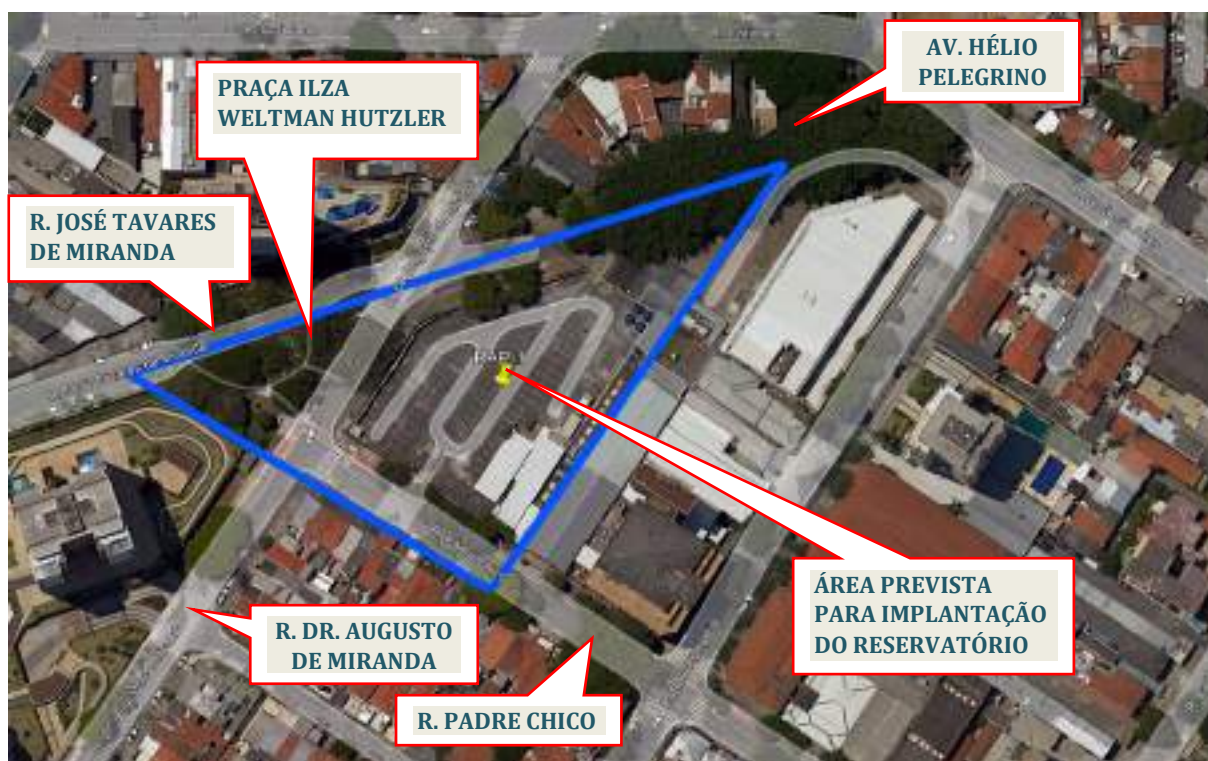 AV. HÉLIO
PELEGRINO
PRAÇA ILZA
WELTMAN HUTZLER
R. JOSÉ TAVARES
DE MIRANDA
ÁREA PREVISTA
PARA IMPLANTAÇÃO
DO RESERVATÓRIO
R. DR. AUGUSTO
DE MIRANDA
R. PADRE CHICO